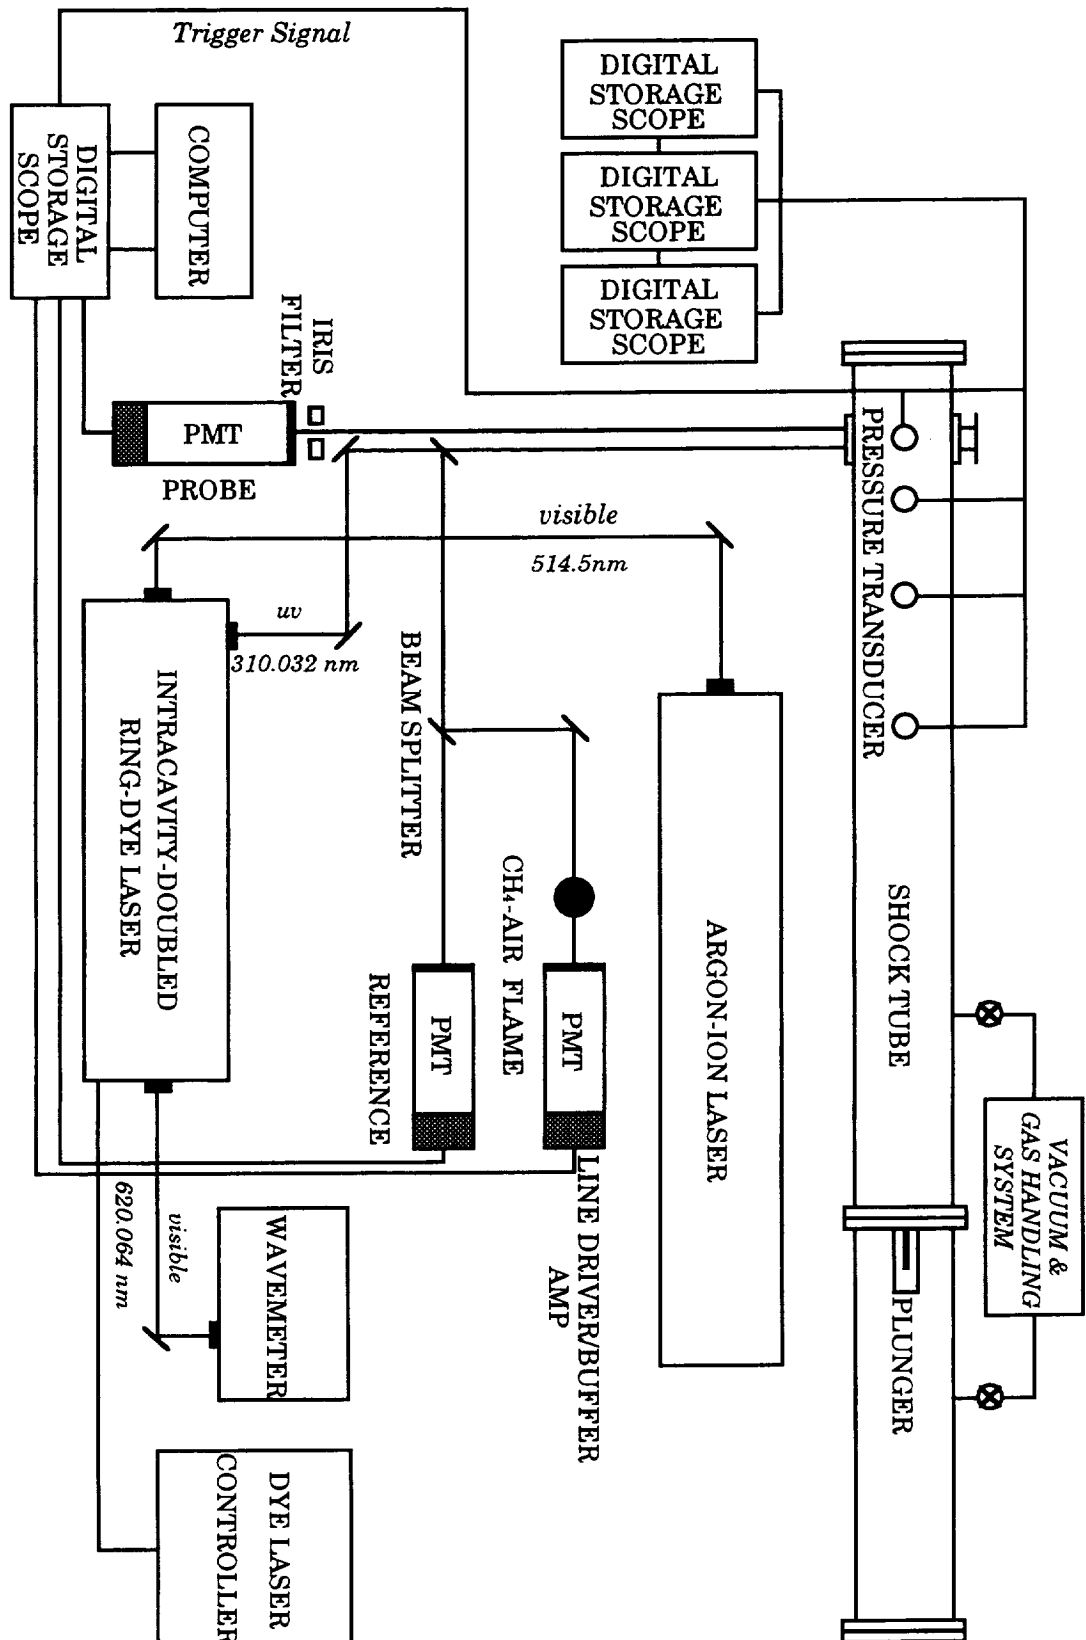 Trigger Signal
DIGITAL
STORAGE
SCOPE
DIGITAL
STORAGE
SCOPE
DIGITAL
STORAGE
SCOPE
COMPUTER
DIGITAL
STORAGE
SCOPE
IRIS
FILTER
PMT
PROBE
PRESSURE TRANSDUCER
visible
514.5nm
uv
310.032 nm
BEAM SPLITTER
INTRACAVITY-DOUBLED
RING-DYE LASER
CH₄-AIR FLAME
ARGON-ION LASER
SHOCK TUBE
PMT
REFERENCE
PMT
LINE DRIVER/BUFFER
AMP
VACUUM &
GAS HANDLING
SYSTEM
PLUNGER
visible
620.064 nm
WAVEMETER
DYE LASER
CONTROLLER